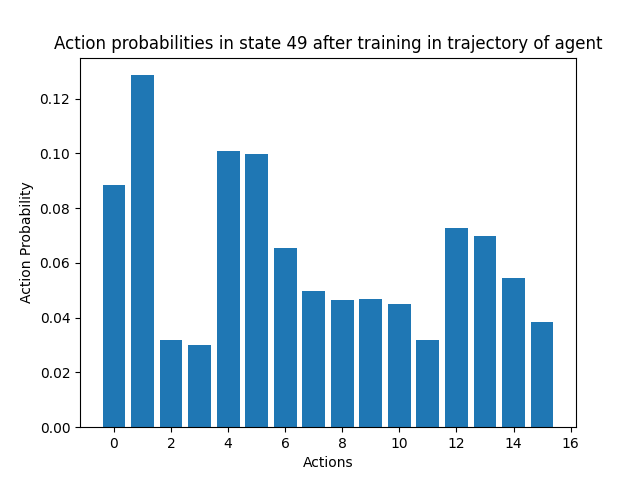 Action probabilities in state 49 after training in trajectory of agent
0.12
0.10
0.08
0.06
0.04
0.02
0.00
Action Probability
0 2 4 6 8 10 12 14 16
Actions